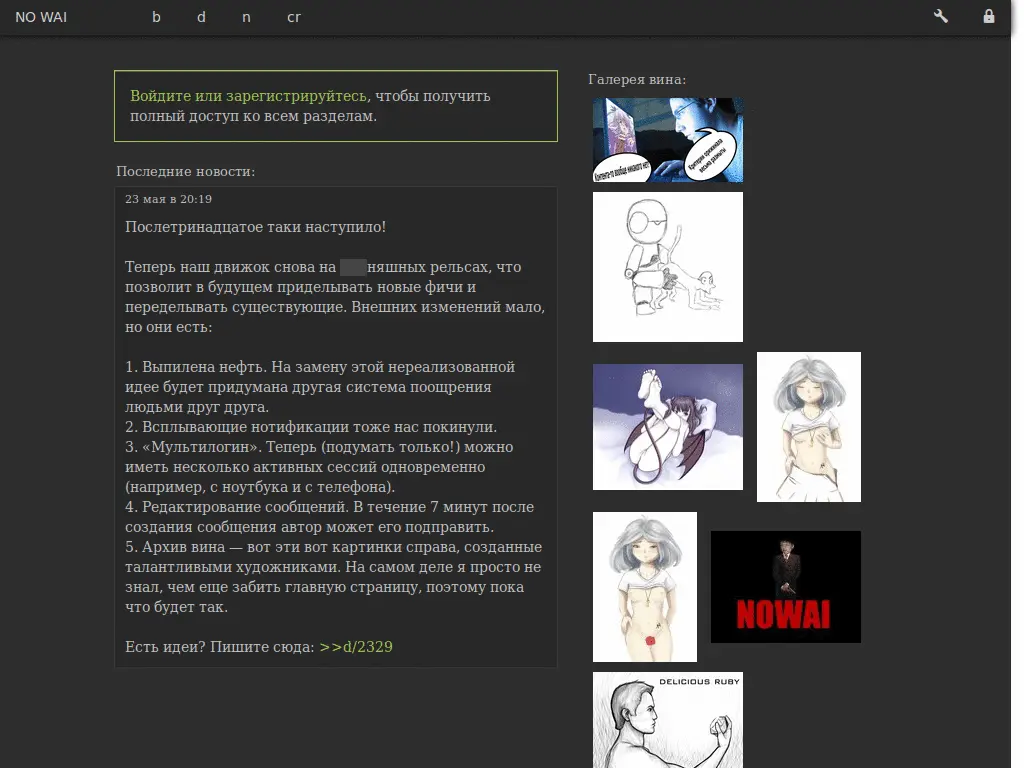 NO WAI b d n cr
Войдите или зарегистрируйтесь, чтобы получить
полный доступ ко всем разделам.
Последние новости:
23 мая в 20:19
Послетринадцатое таки наступило!
Теперь наш движок снова на няшных рельсах, что
позволит в будущем приделывать новые фичи и
переделывать существующие. Внешних изменений мало,
но они есть:
1. Выпилена нефть. На замену этой нереализованной
идее будет придумана другая система поощрения
людьми друг друга.
2. Всплывающие нотификации тоже нас покинули.
3. «Мультилогин». Теперь (подумать только!) можно
иметь несколько активных сессий одновременно
(например, с ноутбука и с телефона).
4. Редактирование сообщений. В течение 7 минут после
создания сообщения автор может его подправить.
5. Архив вина — вот эти вот картинки справа, созданные
талантливыми художниками. На самом деле я просто не
знал, чем еще забить главную страницу, поэтому пока
что будет так.
Есть идеи? Пишите сюда: >>d/2329
Галерея вина:
NOWAI
DELICIOUS RUBY